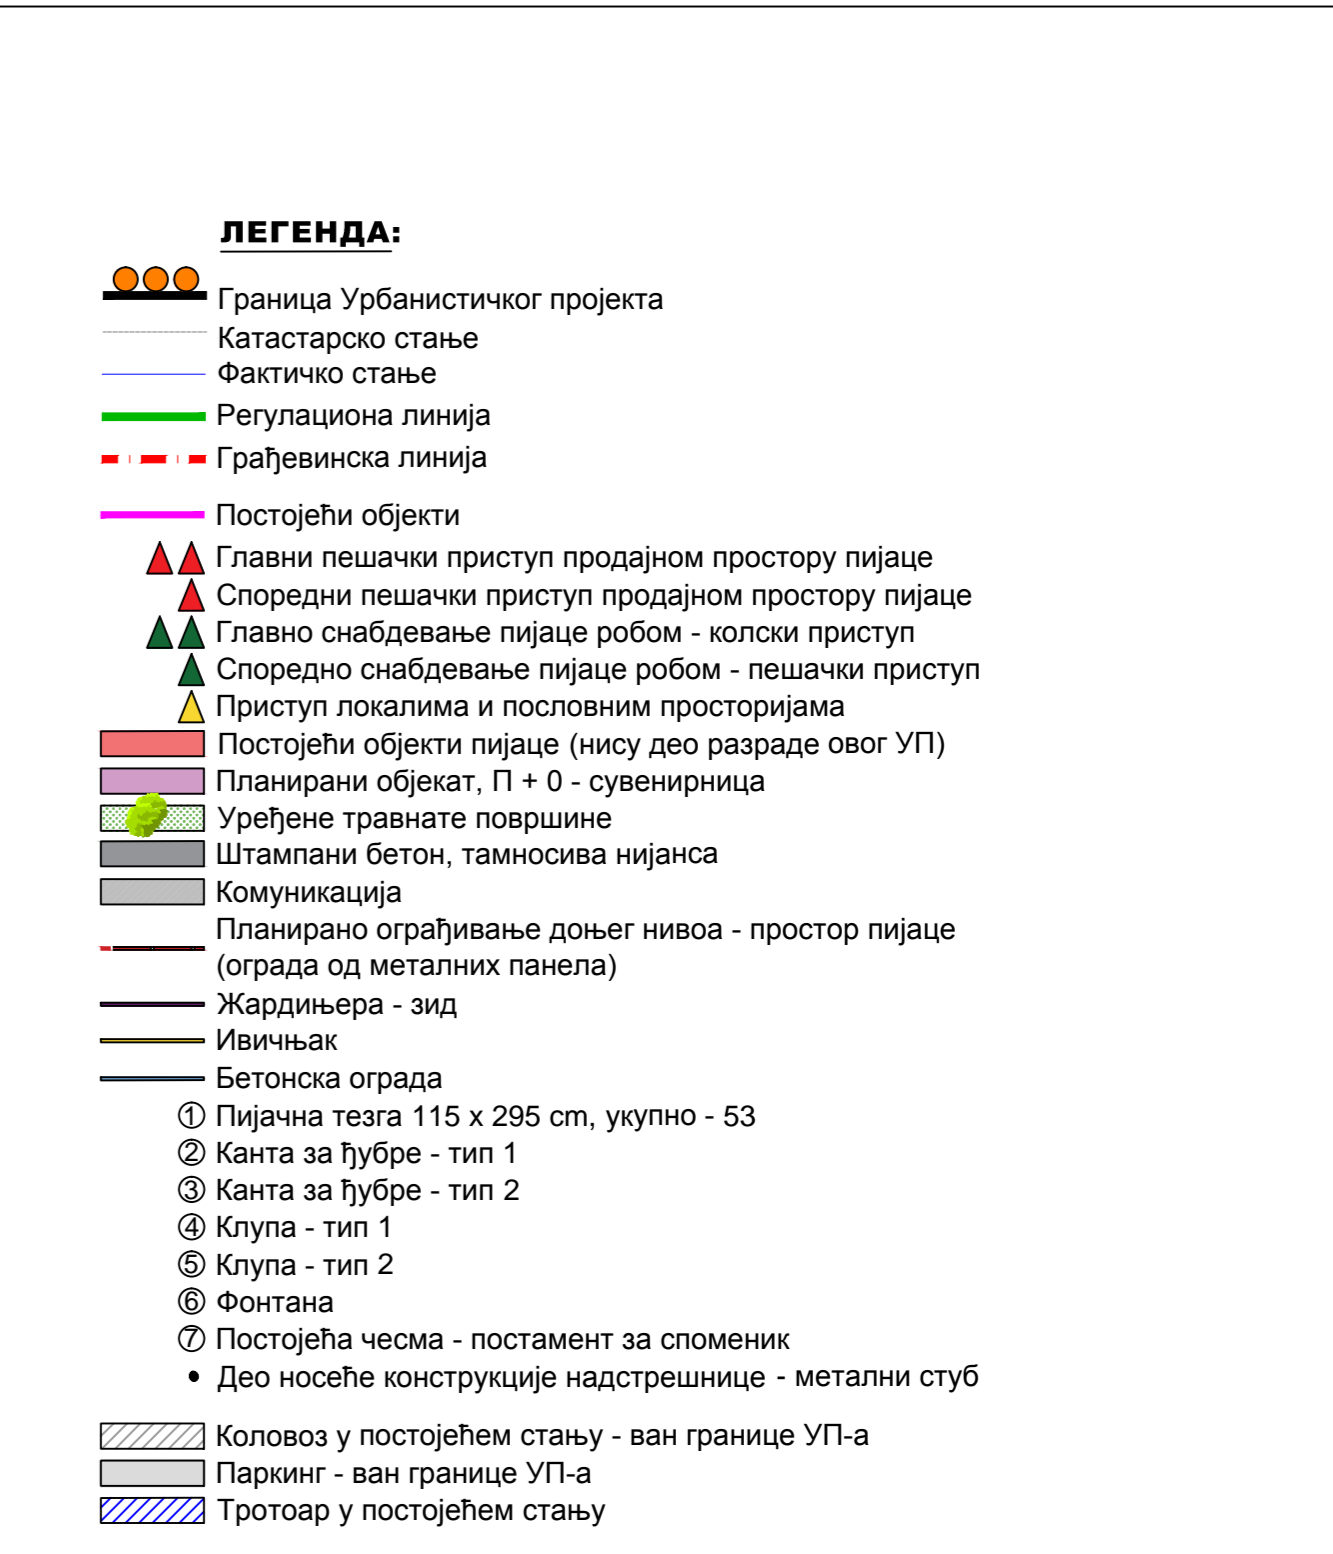 ЛЕГЕНДА:
Граница Урбанистичког пројекта
Катастарско стање
Фактичко стање
Регулациона линија
Грађевинска линија
Постојећи објекти
Главни пешачки приступ продајном простору пијаце
Споредни пешачки приступ продајном простору пијаце
Главно снабдевање пијаце робом - колски приступ
Споредно снабдевање пијаце робом - пешачки приступ
Приступ локалима и пословним просторијама
Постојећи објекти пијаце (нису део разраде овог УП)
Планирани објекат, П + 0 - сувенирница
Уређене травнате површине
Штампани бетон, тамносива нијанса
Комуникација
Планирано ограђивање доњег нивоа - простор пијаце
(ограда од металних панела)
Жардињера - зид
Ивичњак
Бетонска ограда
① Пијачна тезга 115 x 295 cm, укупно - 53
② Канта за ђубре - тип 1
③ Канта за ђубре - тип 2
④ Клупа - тип 1
⑤ Клупа - тип 2
⑥ Фонтана
⑦ Постојећа чесма - постамент за споменик
• Део носеће конструкције надстрешнице - метални стуб
Коловоз у постојећем стању - ван границе УП-а
Паркинг - ван границе УП-а
Тротоар у постојећем стању